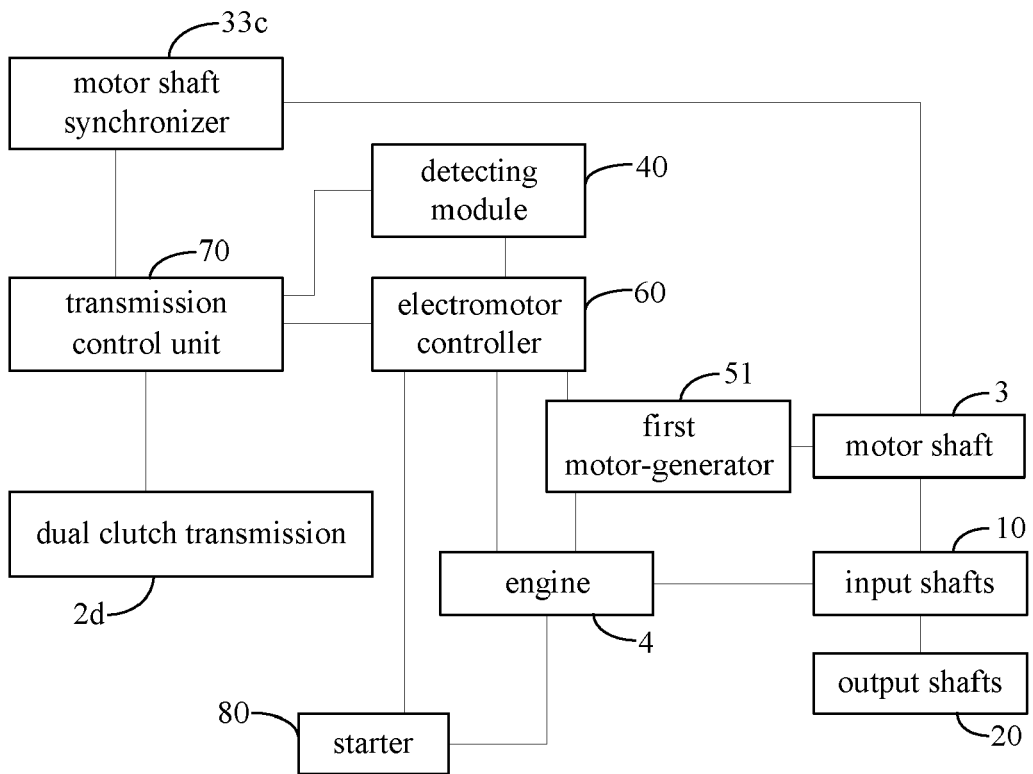 33c
motor shaft
synchronizer
detecting
module
40
70
transmission
control unit
electromotor
controller
60
51
first
motor-generator
3
motor shaft
dual clutch transmission
2d
engine
4
10
input shafts
output shafts
20
80
starter